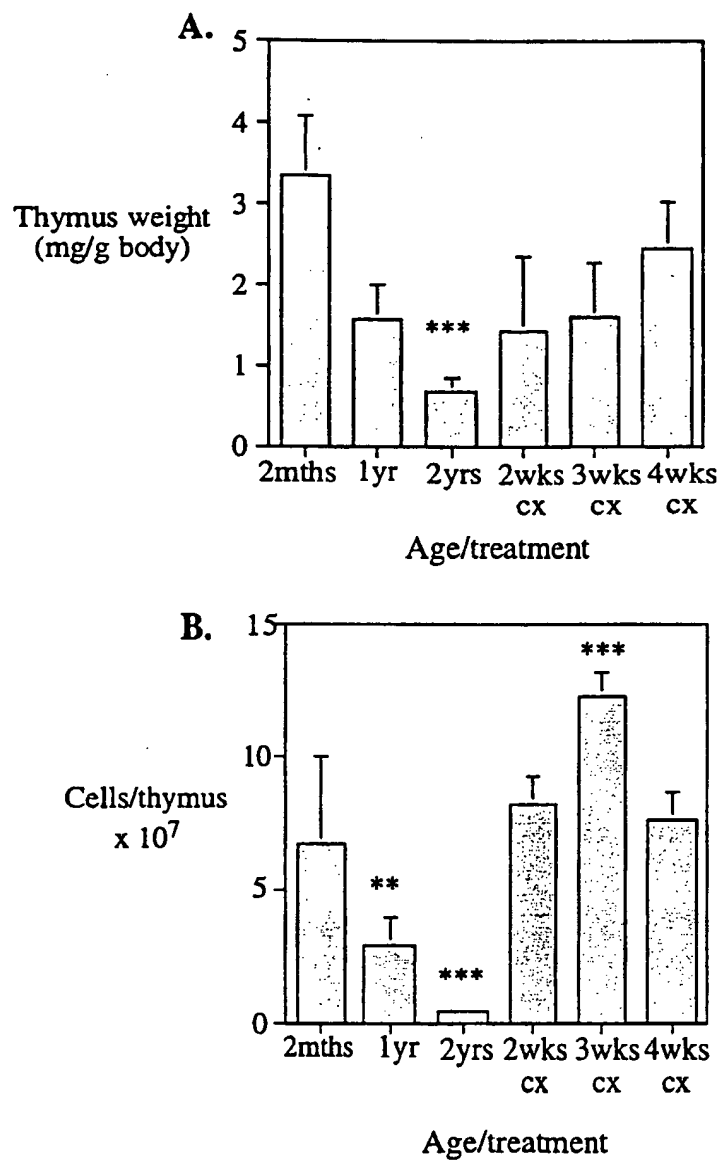 A.
5
4
3
2
1
0
Thymus weight
(mg/g body)
***
2mths 1yr 2yrs 2wks 3wks 4wks
cx cx cx
Age/treatment
B.
15
10
5
0
Cells/thymus
x 10⁷
**
***
***
2mths 1yr 2yrs 2wks 3wks 4wks
cx cx cx
Age/treatment